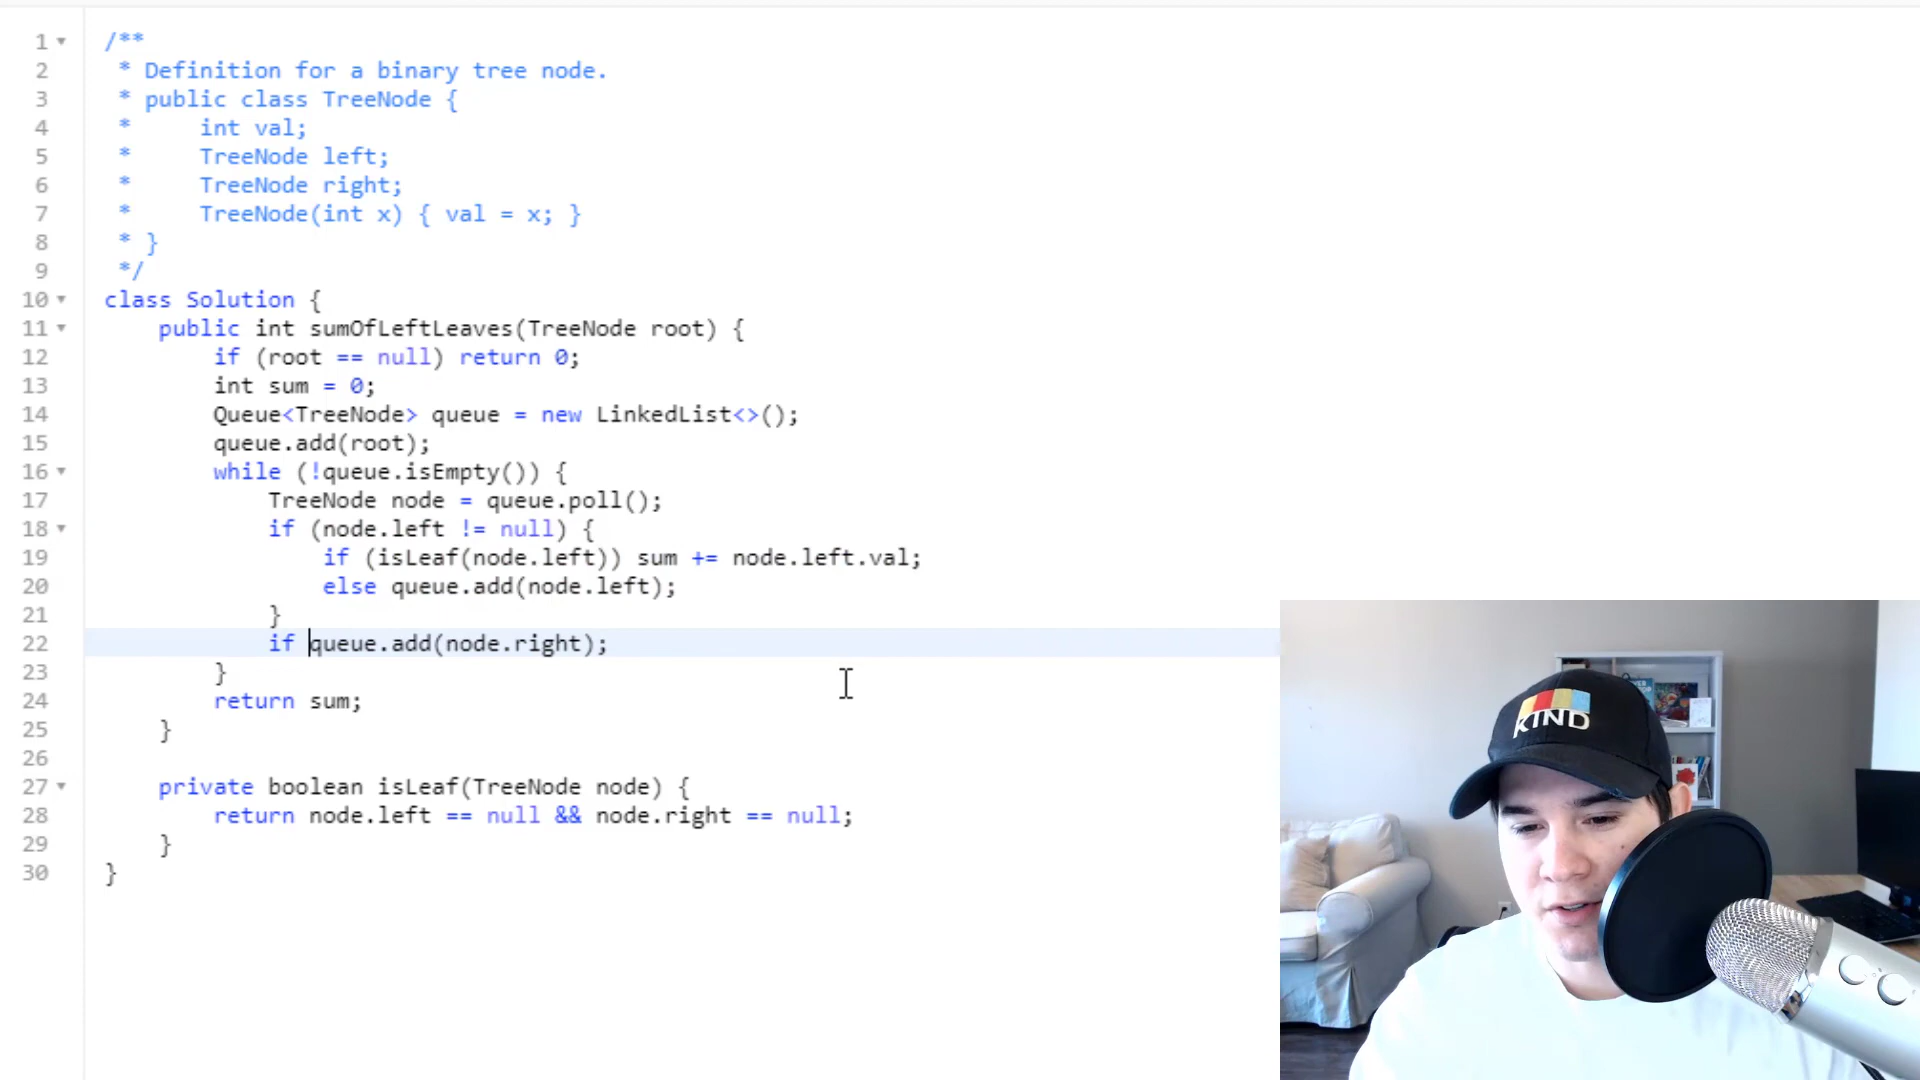 1 /**
2 * Definition for a binary tree node.
3 * public class TreeNode {
4 *     int val;
5 *     TreeNode left;
6 *     TreeNode right;
7 *     TreeNode(int x) { val = x; }
8 * }
9 */
10 class Solution {
11     public int sumOfLeftLeaves(TreeNode root) {
12         if (root == null) return 0;
13         int sum = 0;
14         Queue<TreeNode> queue = new LinkedList<>();
15         queue.add(root);
16         while (!queue.isEmpty()) {
17             TreeNode node = queue.poll();
18             if (node.left != null) {
19                 if (isLeaf(node.left)) sum += node.left.val;
20                 else queue.add(node.left);
21             }
22             if queue.add(node.right);
23         }
24         return sum;
25     }
26
27     private boolean isLeaf(TreeNode node) {
28         return node.left == null && node.right == null;
29     }
30 }
KIND